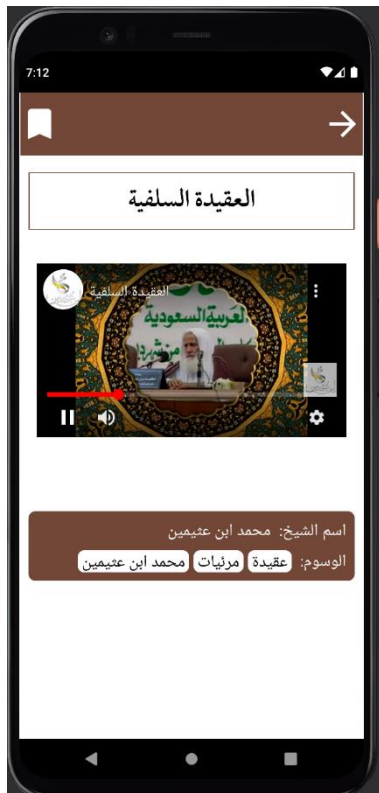 7:12
العقيدة السلفية
العقيدة السلفية
العربية السعودية
اسم الشيخ: محمد ابن عثيمين
الوسوم: عقيدة مرئيات محمد ابن عثيمين